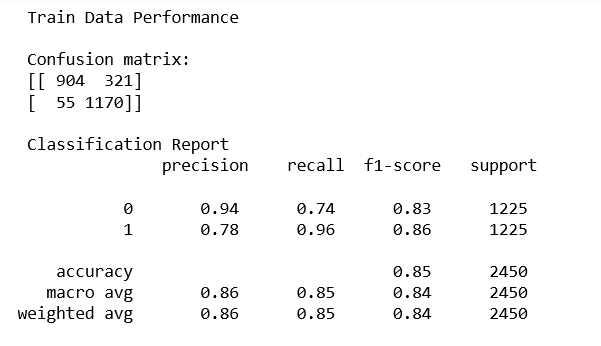 Train Data Performance
Confusion matrix:
[[ 904  321]
[  55 1170]]
Classification Report
precision recall f1-score support
0 0.94 0.74 0.83 1225
1 0.78 0.96 0.86 1225
accuracy 0.85 2450
macro avg 0.86 0.85 0.84 2450
weighted avg 0.86 0.85 0.84 2450